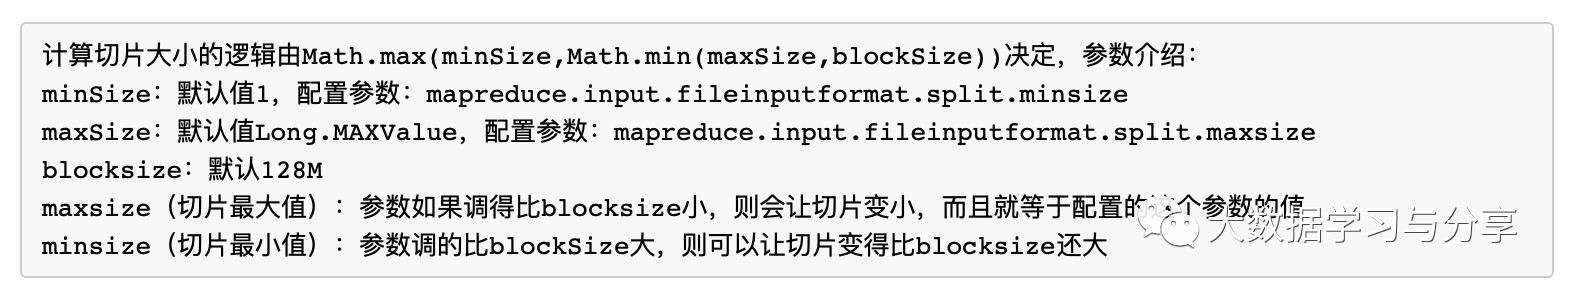 计算切片大小的逻辑由Math.max(minSize,Math.min(maxSize,blockSize))决定，参数介绍：
minSize：默认值1，配置参数：mapreduce.input.fileinputformat.split.minsize
maxSize：默认值Long.MAXValue，配置参数：mapreduce.input.fileinputformat.split.maxsize
blocksize：默认128M
maxsize（切片最大值）：参数如果调得比blocksize小，则会让切片变小，而且就等于配置的这个参数的值
minsize（切片最小值）：参数调的比blockSize大，则可以让切片变得比blocksize还大
大数据学习与分享